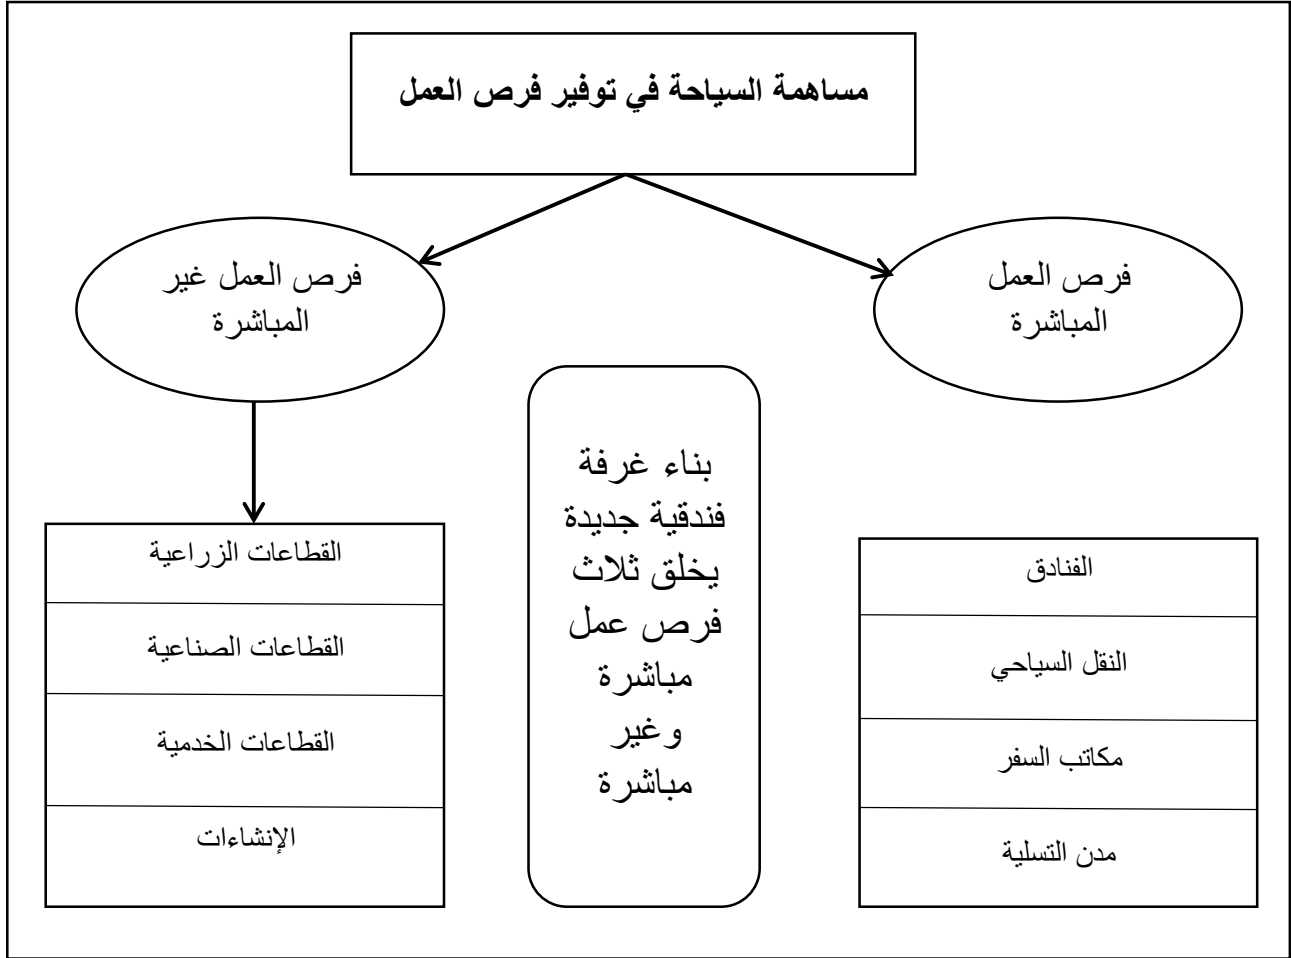 مساهمة السياحة في توفير فرص العمل
فرص العمل
المباشرة
فرص العمل غير
المباشرة
بناء غرفة
فندقية جديدة
يخلق ثلاث
فرص عمل
مباشرة
وغير
مباشرة
الفنادق
النقل السياحي
مكاتب السفر
مدن التسلية
القطاعات الزراعية
القطاعات الصناعية
القطاعات الخدمية
الإنشاءات